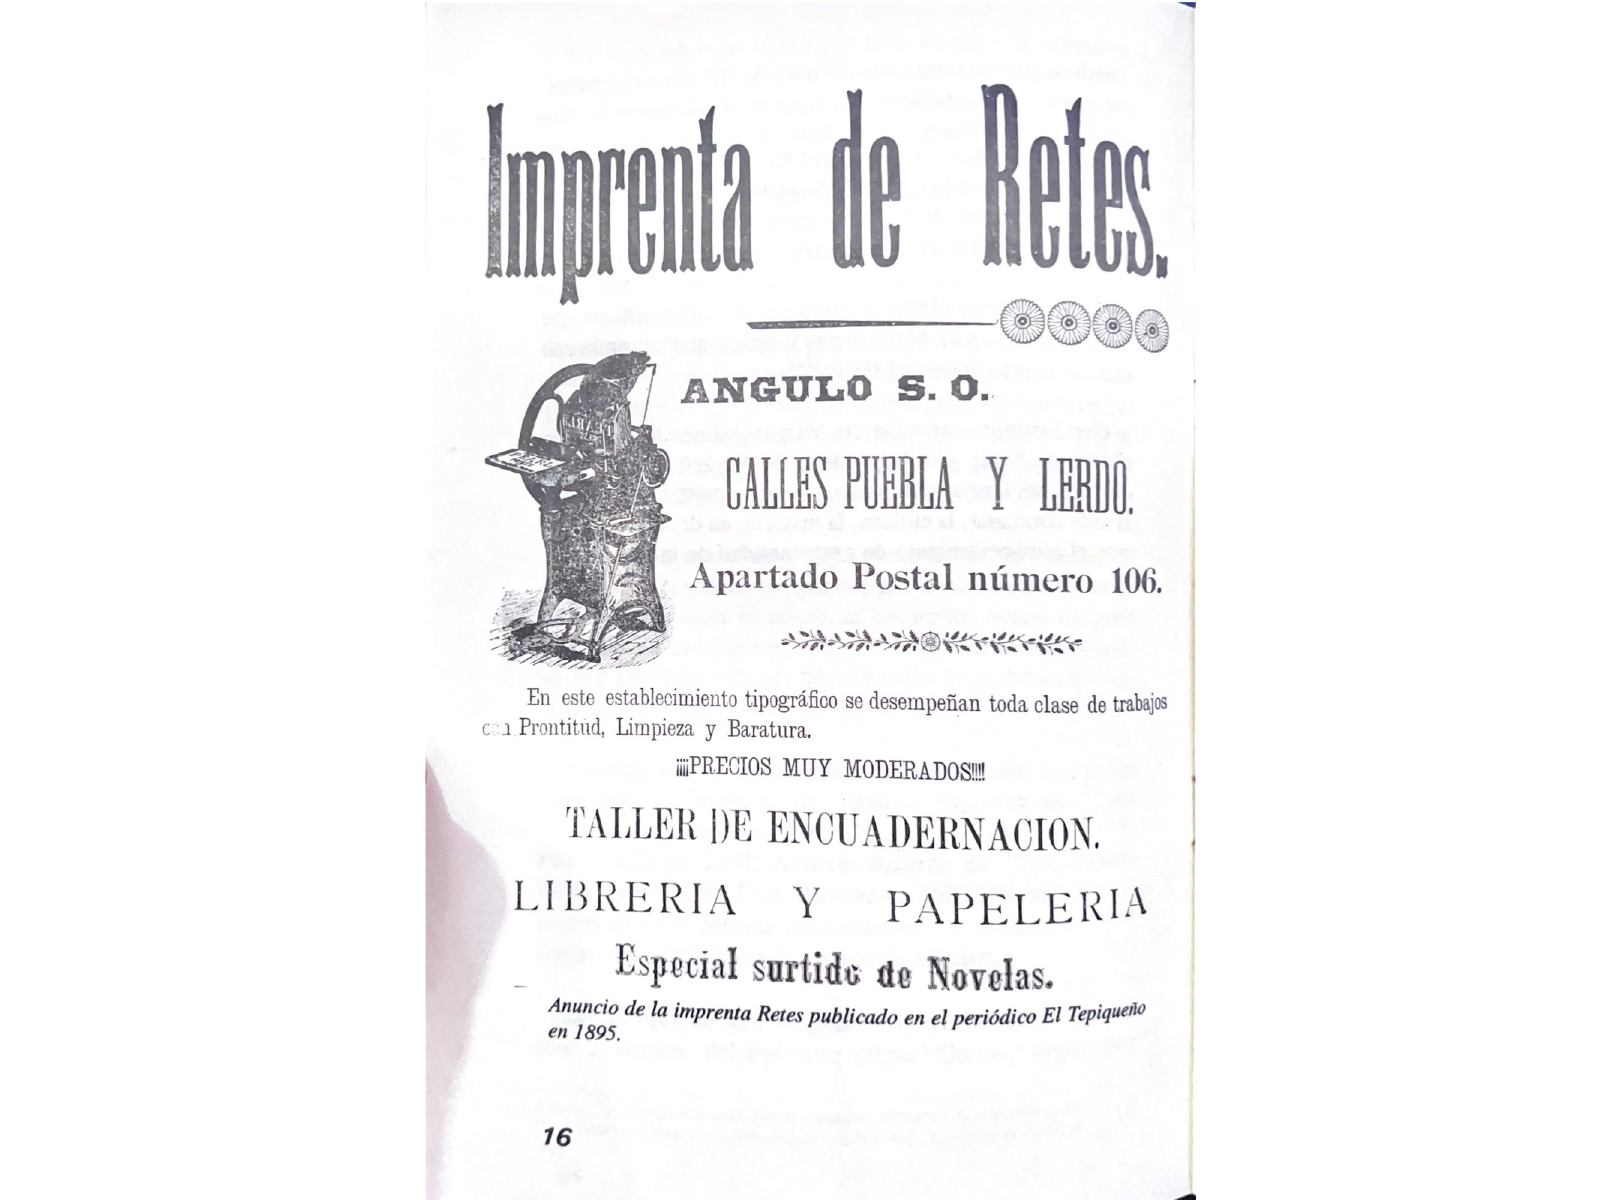 Imprenta de Retes.
ANGULO S. O.
CALLES PUEBLA Y LERDO.
Apartado Postal número 106.
En este establecimiento tipográfico se desempeñan toda clase de trabajos
con Prontitud, Limpieza y Baratura.
¡¡¡¡PRECIOS MUY MODERADOS!!!!
TALLER DE ENCUADERNACION.
LIBRERIA Y PAPELERIA
Especial surtido de Novelas.
Anuncio de la imprenta Retes publicado en el periódico El Tepiqueño
en 1895.
16